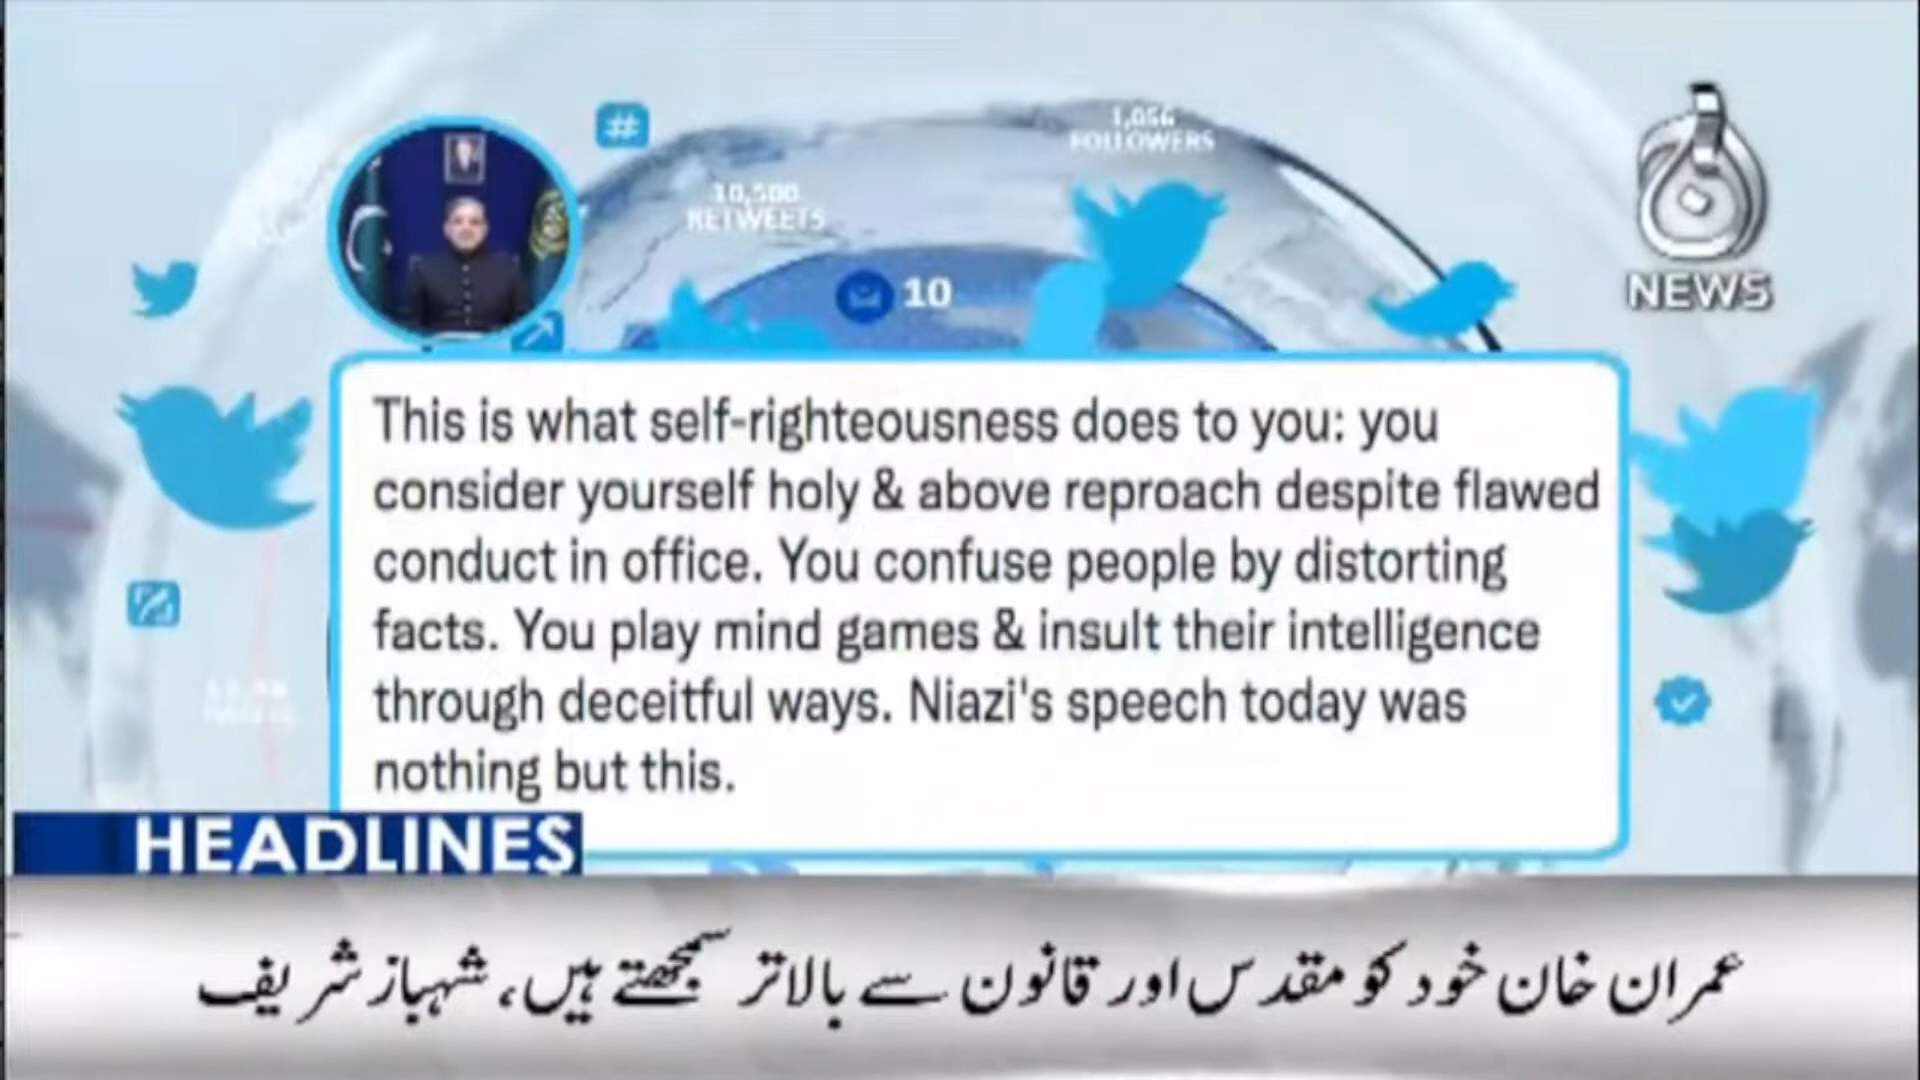 #
1,056
FOLLOWERS
10,500
RETWEETS
10
NEWS
This is what self-righteousness does to you: you
consider yourself holy & above reproach despite flawed
conduct in office. You confuse people by distorting
facts. You play mind games & insult their intelligence
through deceitful ways. Niazi's speech today was
nothing but this.
HEADLINES
عمران خان خود کو مقدس اور قانون سے بالاتر سمجھتے ہیں، شہباز شریف